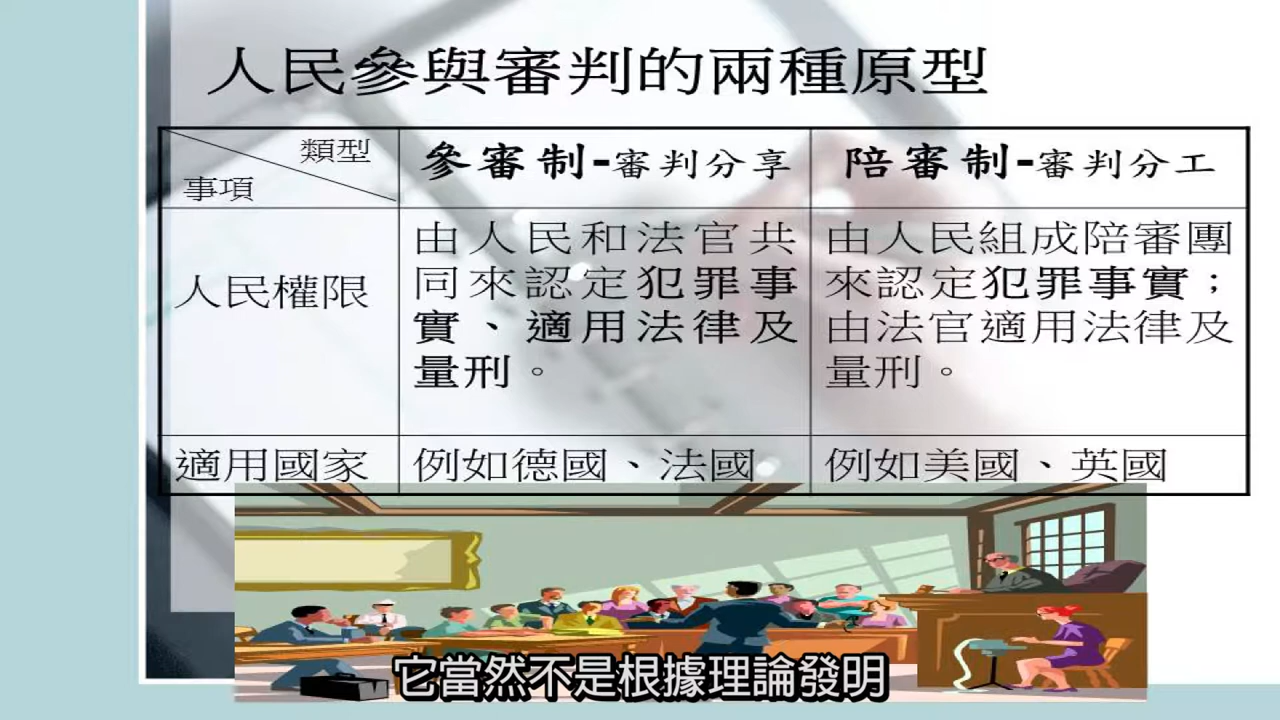 人民參與審判的兩種原型
類型
事項
參審制-審判分享
陪審制-審判分工
人民權限
由人民和法官共
同來認定犯罪事
實、適用法律及
量刑。
由人民組成陪審團
來認定犯罪事實；
由法官適用法律及
量刑。
適用國家
例如德國、法國
例如美國、英國
它當然不是根據理論發明